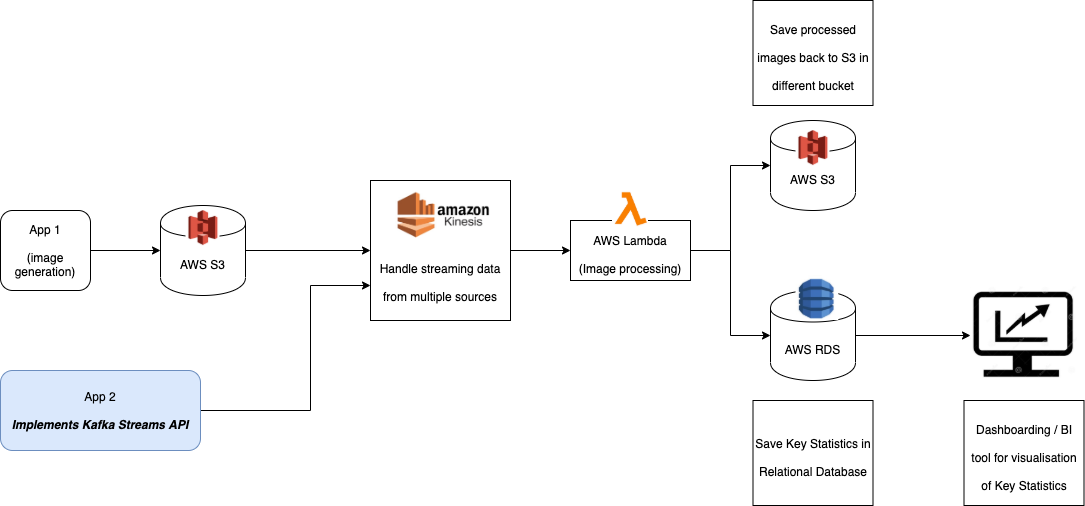 Save processed
images back to S3 in
different bucket
AWS S3
App 1
(image
generation)
AWS S3
amazon
Kinesis
Handle streaming data
from multiple sources
AWS Lambda
(Image processing)
App 2
Implements Kafka Streams API
AWS RDS
Save Key Statistics in
Relational Database
Dashboarding / BI
tool for visualisation
of Key Statistics